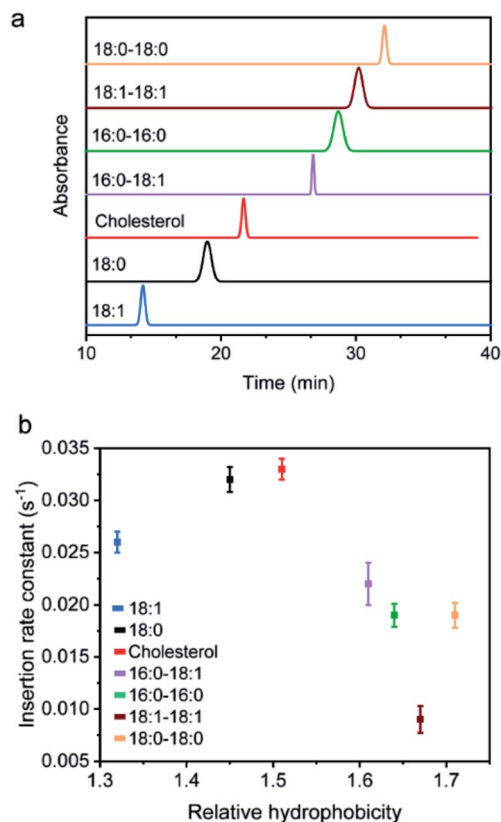 a
18:0-18:0
18:1-18:1
16:0-16:0
16:0-18:1
Cholesterol
18:0
18:1
Absorbance
10 20 30 40
Time (min)
b
0.035
0.030
0.025
0.020
0.015
0.010
0.005
Insertion rate constant (s⁻¹)
18:1
18:0
Cholesterol
16:0-18:1
16:0-16:0
18:1-18:1
18:0-18:0
1.3 1.4 1.5 1.6 1.7
Relative hydrophobicity